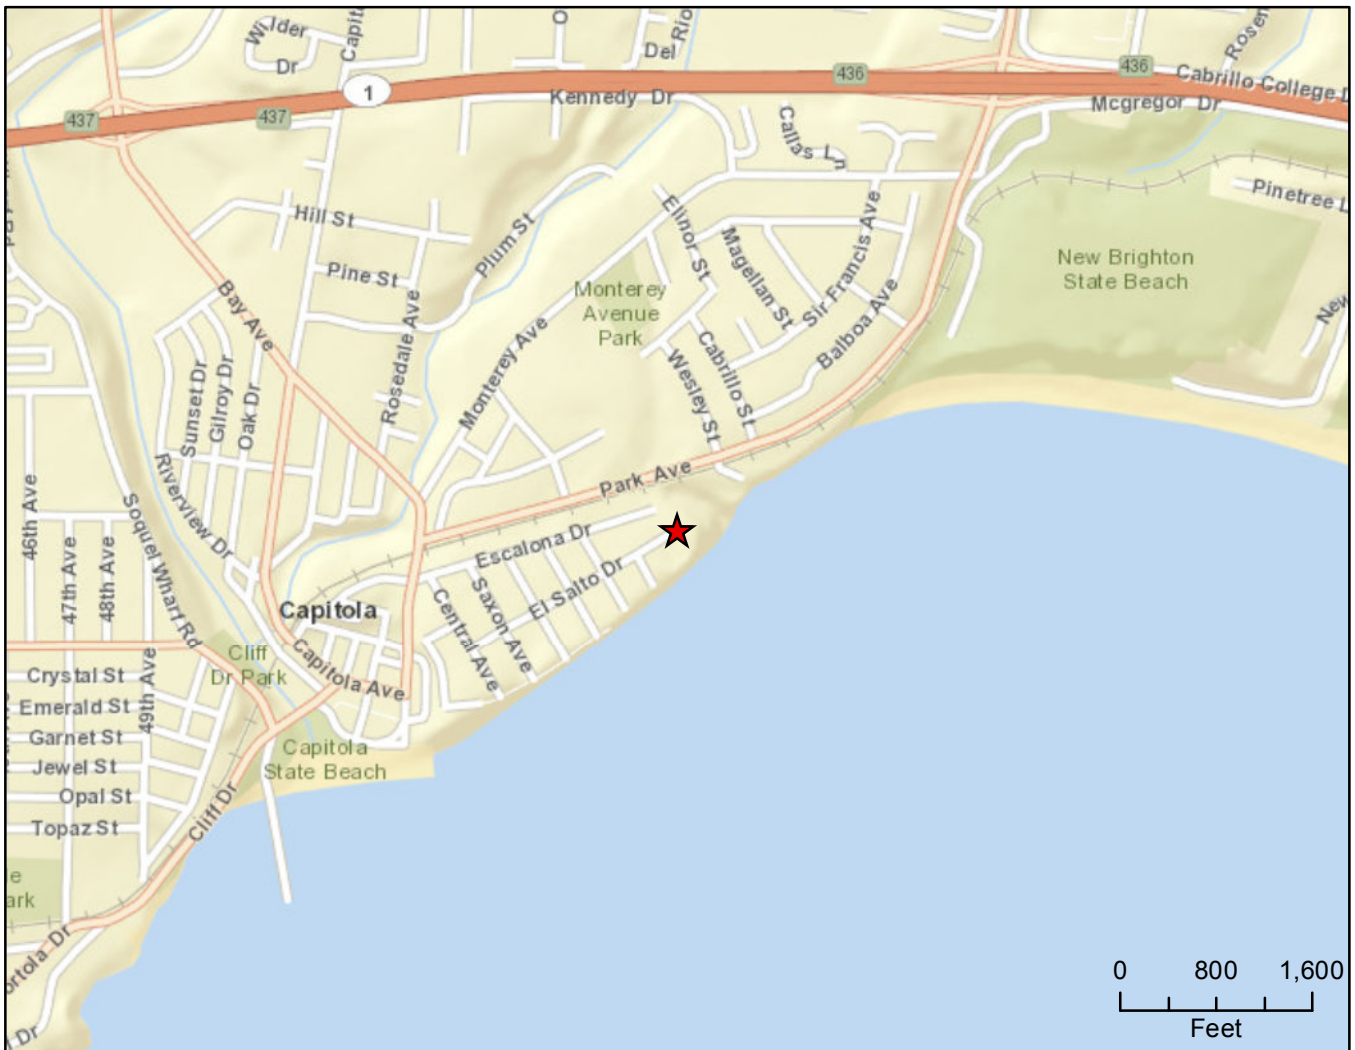 Wilder
Dr
Capit
O
Del Rio
Rosen
436
436
Cabrillo College D
1
Kennedy Dr
Mcgregor Dr
437
437
Callas Ln
Pinetree L
Hill St
Elinor St
Plum St
Magellan St
Sir Francis Ave
New Brighton
State Beach
Pine St
Monterey
Avenue
Park
Bay Ave
Rosedale Ave
Balboa Ave
New
Monterey Ave
Cabrillo St
Wesley St
Sunset Dr
Gilroy Dr
Oak Dr
Riverview Dr
Soquel Wharf Rd
Park Ave
46th Ave
47th Ave
48th Ave
Escalona Dr
El Salto Dr
Saxon Ave
Central Ave
Capitola
Cliff
Dr Park
Capitola Ave
Crystal St
Emerald St
49th Ave
Garnet St
Jewel St
Opal St
Topaz St
Capitola
State Beach
Cliff Dr
e
ark
ortola Dr
Dr
0 800 1,600
Feet